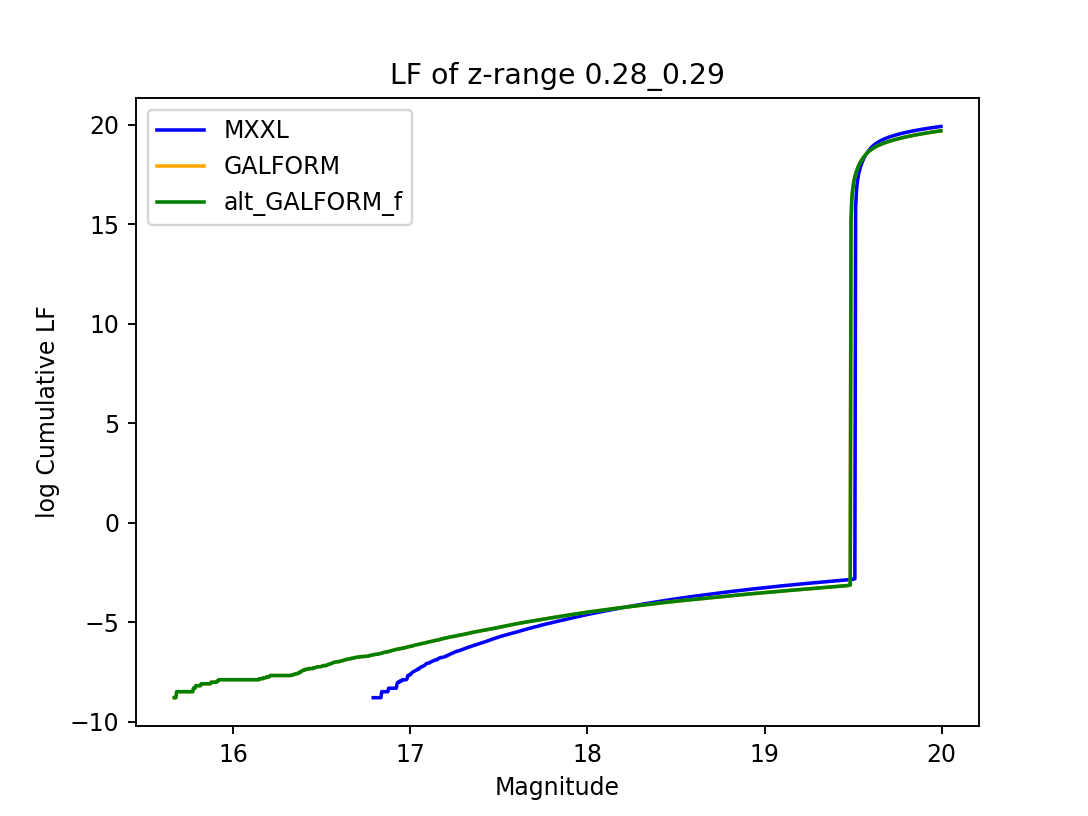 LF of z-range 0.28_0.29
MXXL
GALFORM
alt_GALFORM_f
20
15
10
5
0
−5
−10
log Cumulative LF
16
17
18
19
20
Magnitude